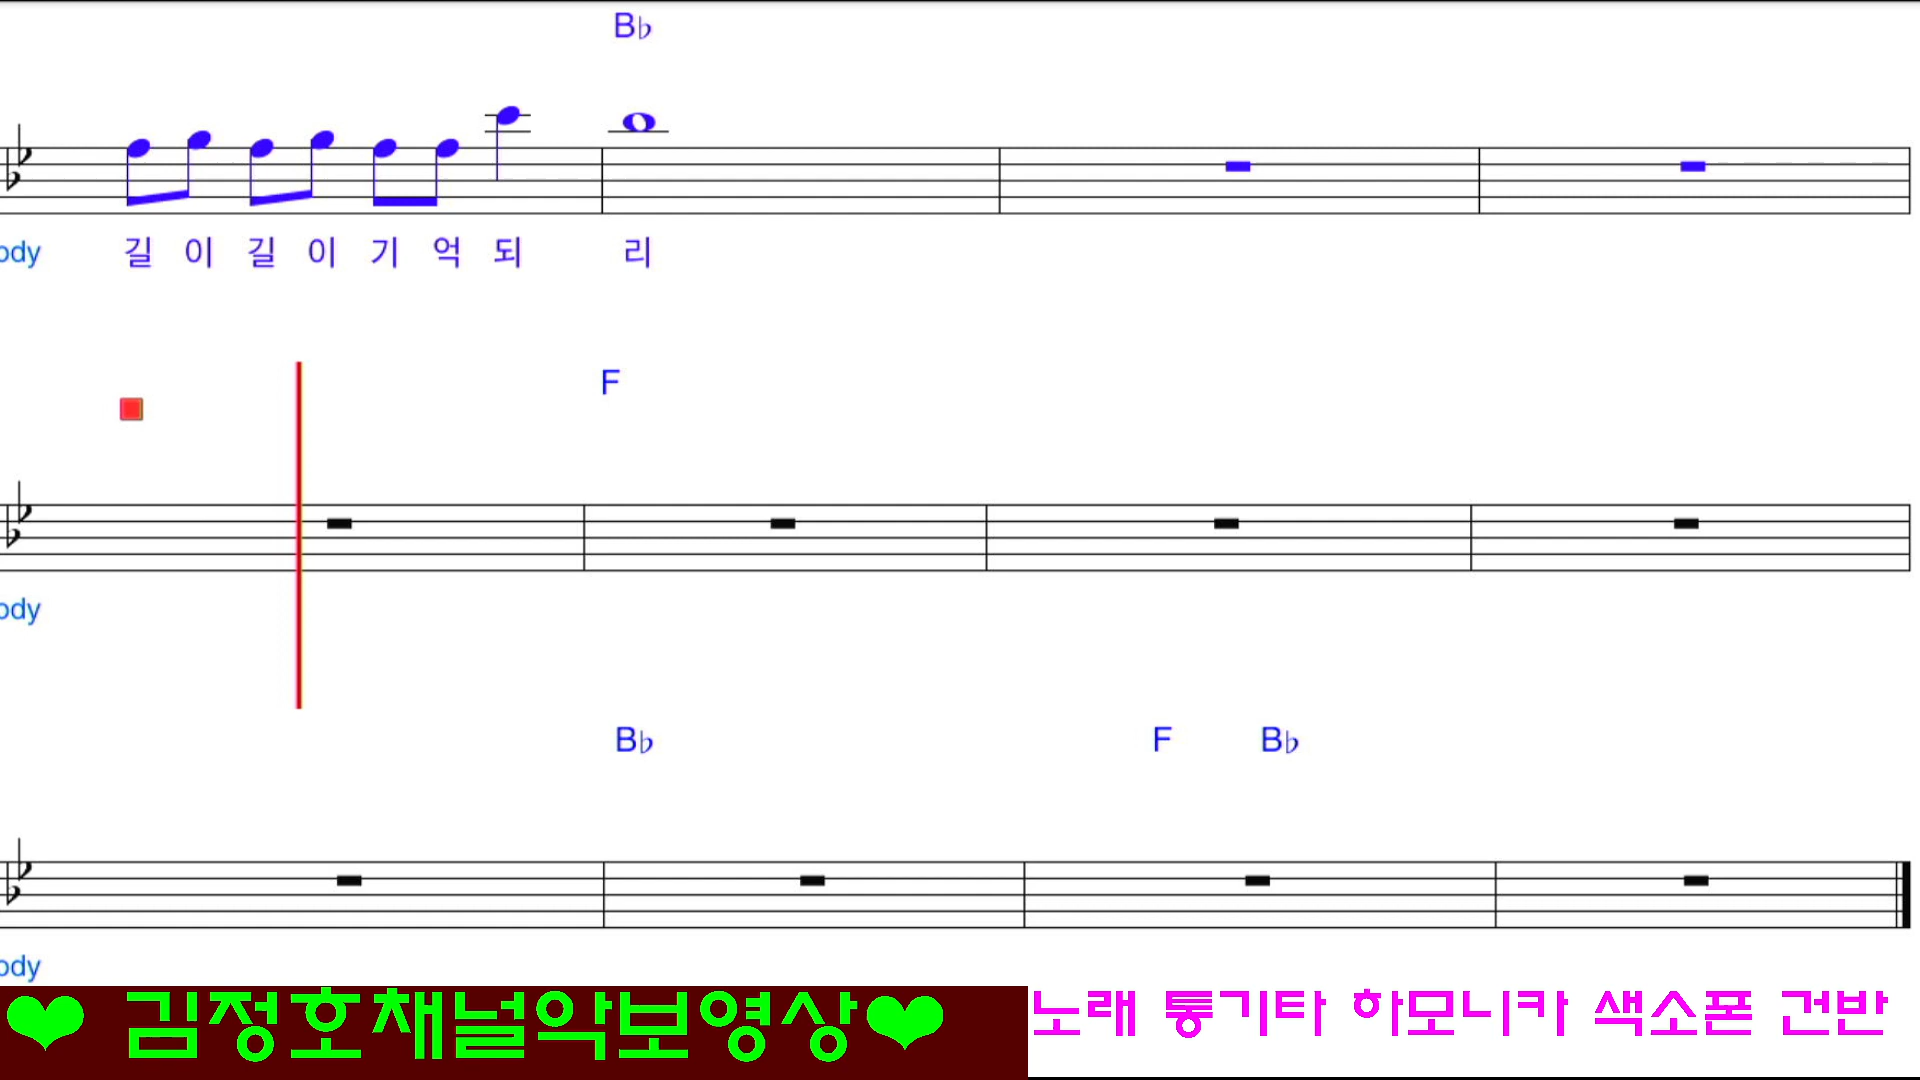 B♭
ody 길 이 길 이 기 억 되 리
F
ody
B♭ F B♭
ody
❤ 김정호채널악보영상❤ 노래 통기타 하모니카 색소폰 건반